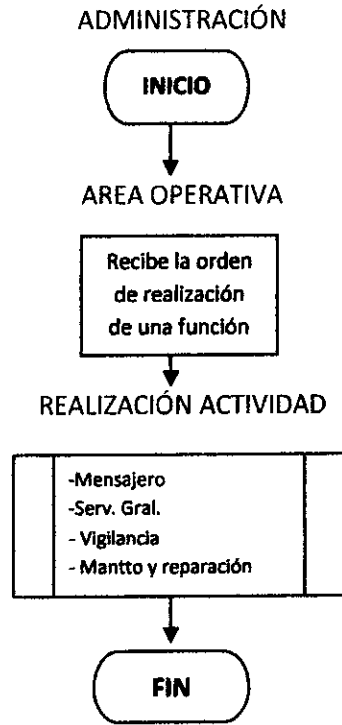 ADMINISTRACIÓN
INICIO
AREA OPERATIVA
Recibe la orden
de realización
de una función
REALIZACIÓN ACTIVIDAD
-Mensajero
-Serv. Gral.
- Vigilancia
- Mantto y reparación
FIN